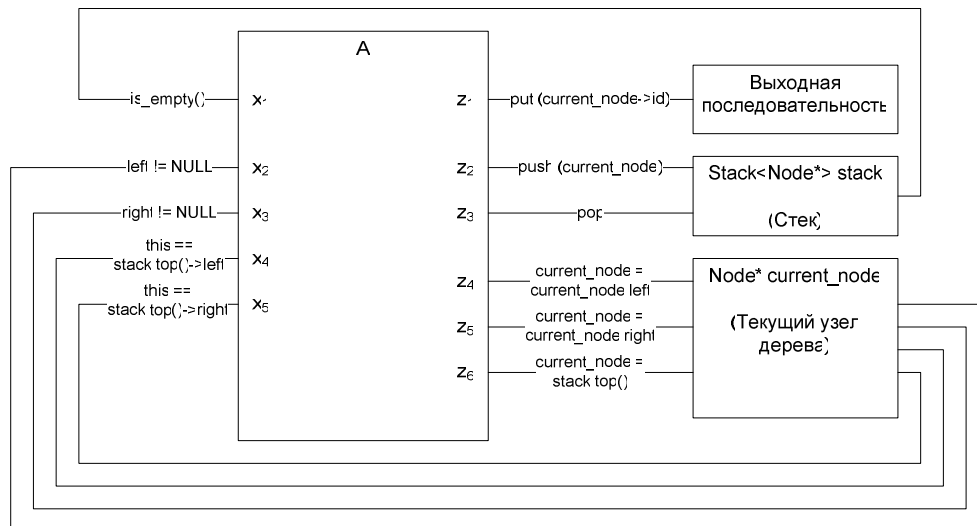 A
is_empty()
x1
z1
put (current_node->id)
Выходная
последовательность
left != NULL
x2
z2
push (current_node)
Stack<Node*> stack
(Стек)
right != NULL
x3
z3
pop
this ==
stack top()->left
x4
z4
current_node =
current_node left
Node* current_node
(Текущий узел
дерева)
this ==
stack top()->right
x5
z5
current_node =
current_node right
z6
current_node =
stack top()